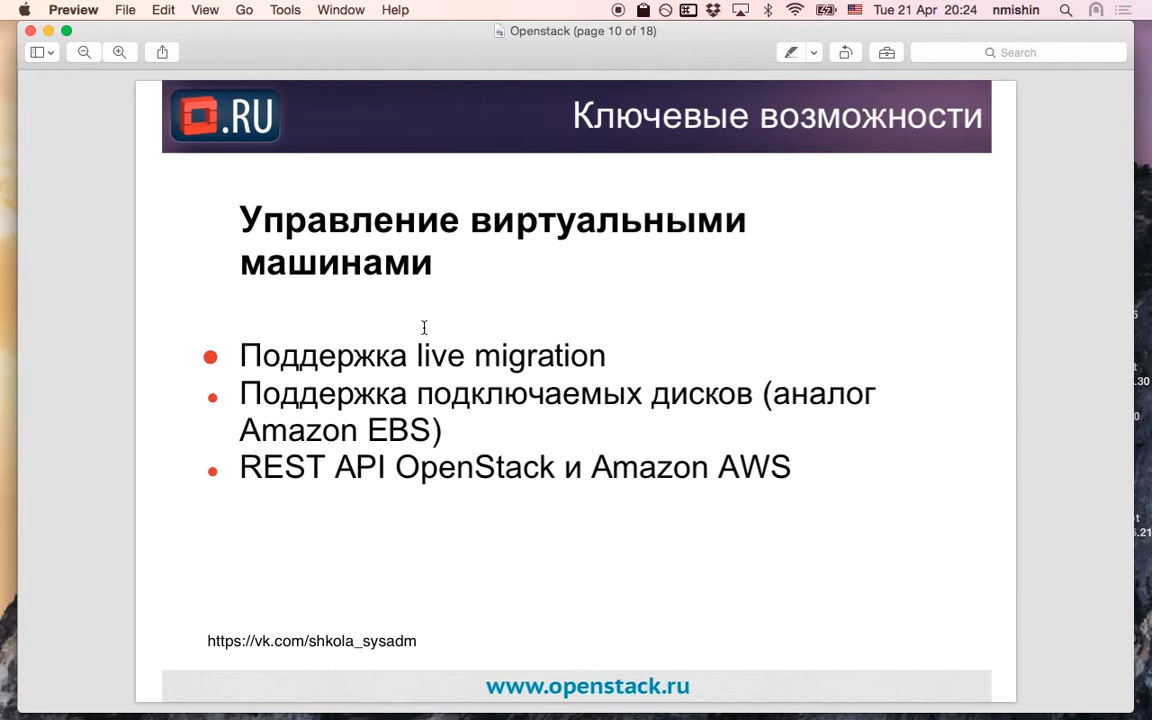 Preview File Edit View Go Tools Window Help Tue 21 Apr 20:24 nmishin
Openstack (page 10 of 18)
Search
.RU
Ключевые возможности
Управление виртуальными
машинами
Поддержка live migration
Поддержка подключаемых дисков (аналог
Amazon EBS)
REST API OpenStack и Amazon AWS
https://vk.com/shkola_sysadm
www.openstack.ru